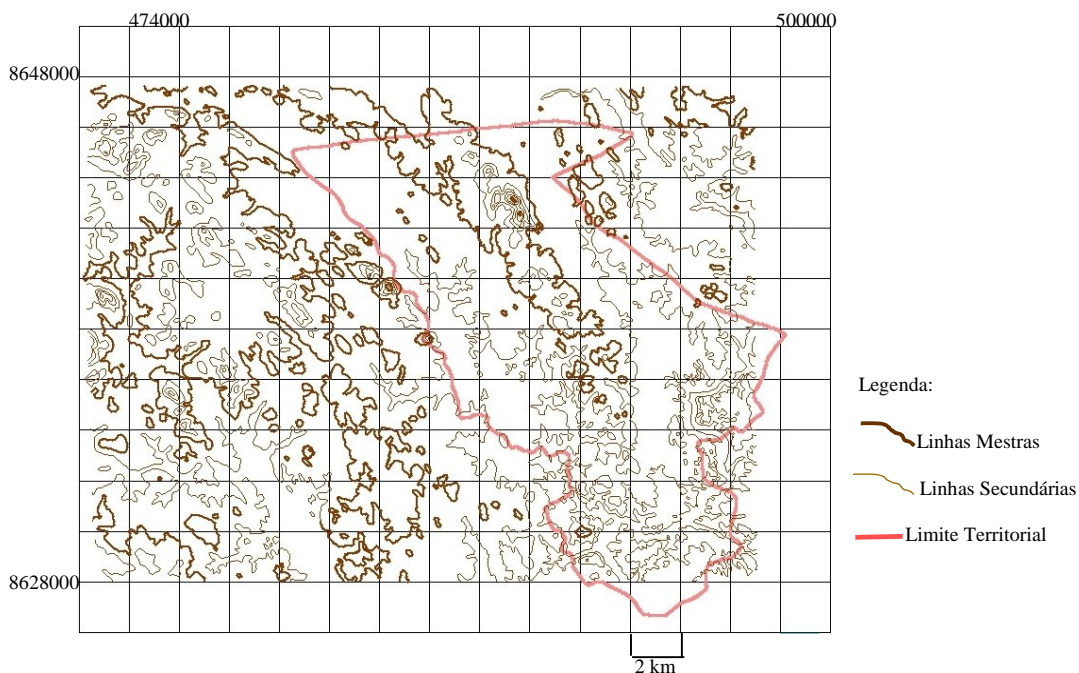 474000
500000
8648000
Legenda:
Linhas Mestras
Linhas Secundárias
Limite Territorial
8628000
2 km